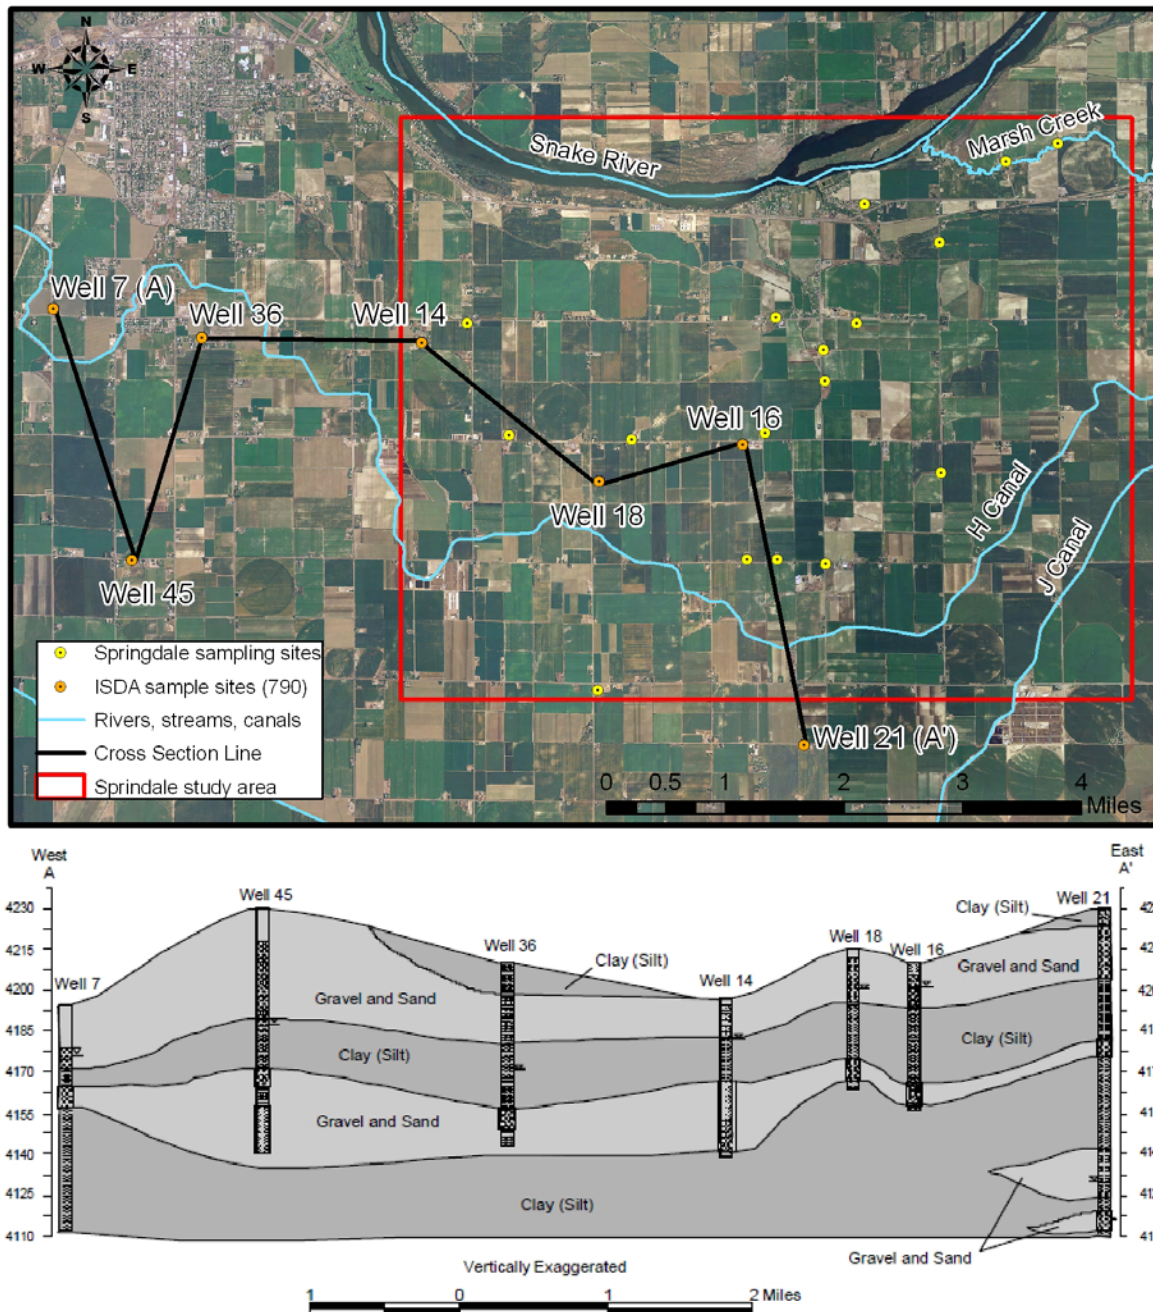 N
W E
S
Snake River
Marsh Creek
Well 7 (A)
Well 36
Well 14
Well 16
Well 18
Well 45
H Canal
J Canal
Well 21 (A')
Springdale sampling sites
ISDA sample sites (790)
Rivers, streams, canals
Cross Section Line
Sprindale study area
0 0.5 1 2 3 4
Miles
West
A
East
A'
Well 45
Well 21
Well 36
Well 18
Well 16
Well 7
Well 14
4230
4215
4200
4185
4170
4155
4140
4125
4110
Clay (Silt)
Clay (Silt)
Gravel and Sand
Gravel and Sand
Clay (Silt)
Clay (Silt)
Gravel and Sand
Clay (Silt)
Gravel and Sand
Vertically Exaggerated
1 0 1 2 Miles